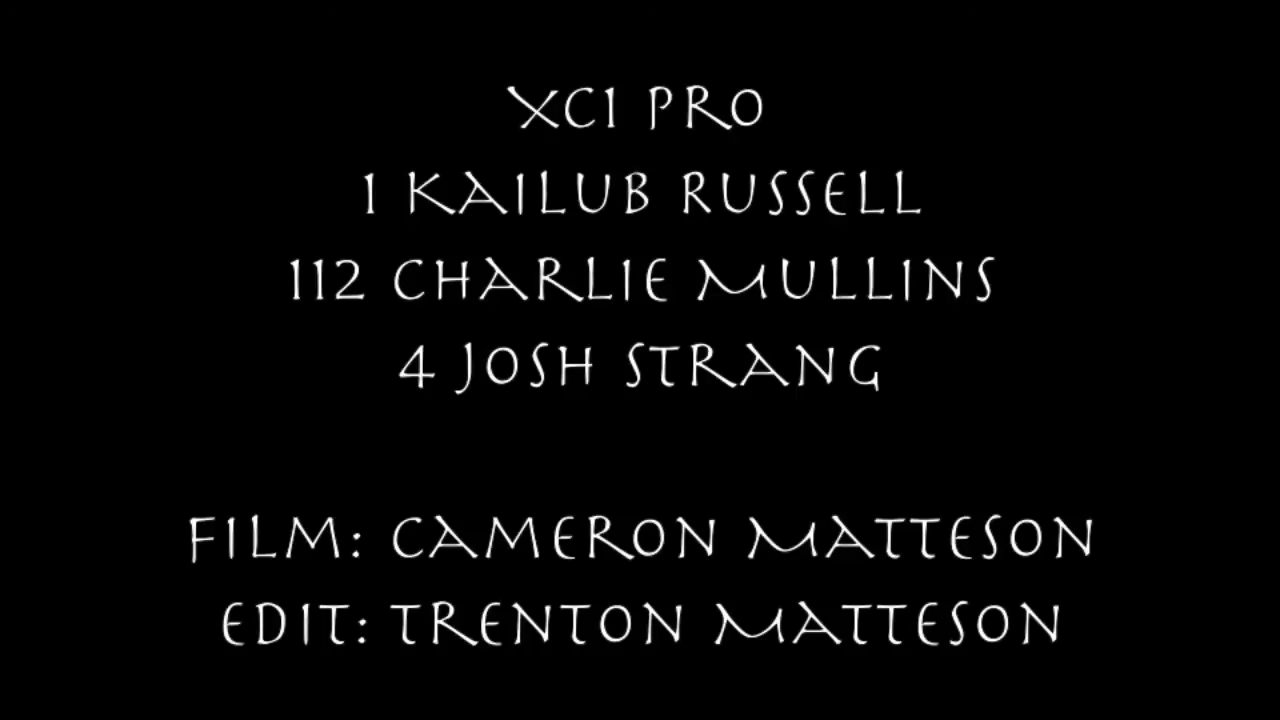 XC1 PRO
1 KAILUB RUSSELL
112 CHARLIE MULLINS
4 JOSH STRANG
FILM: CAMERON MATTESON
EDIT: TRENTON MATTESON